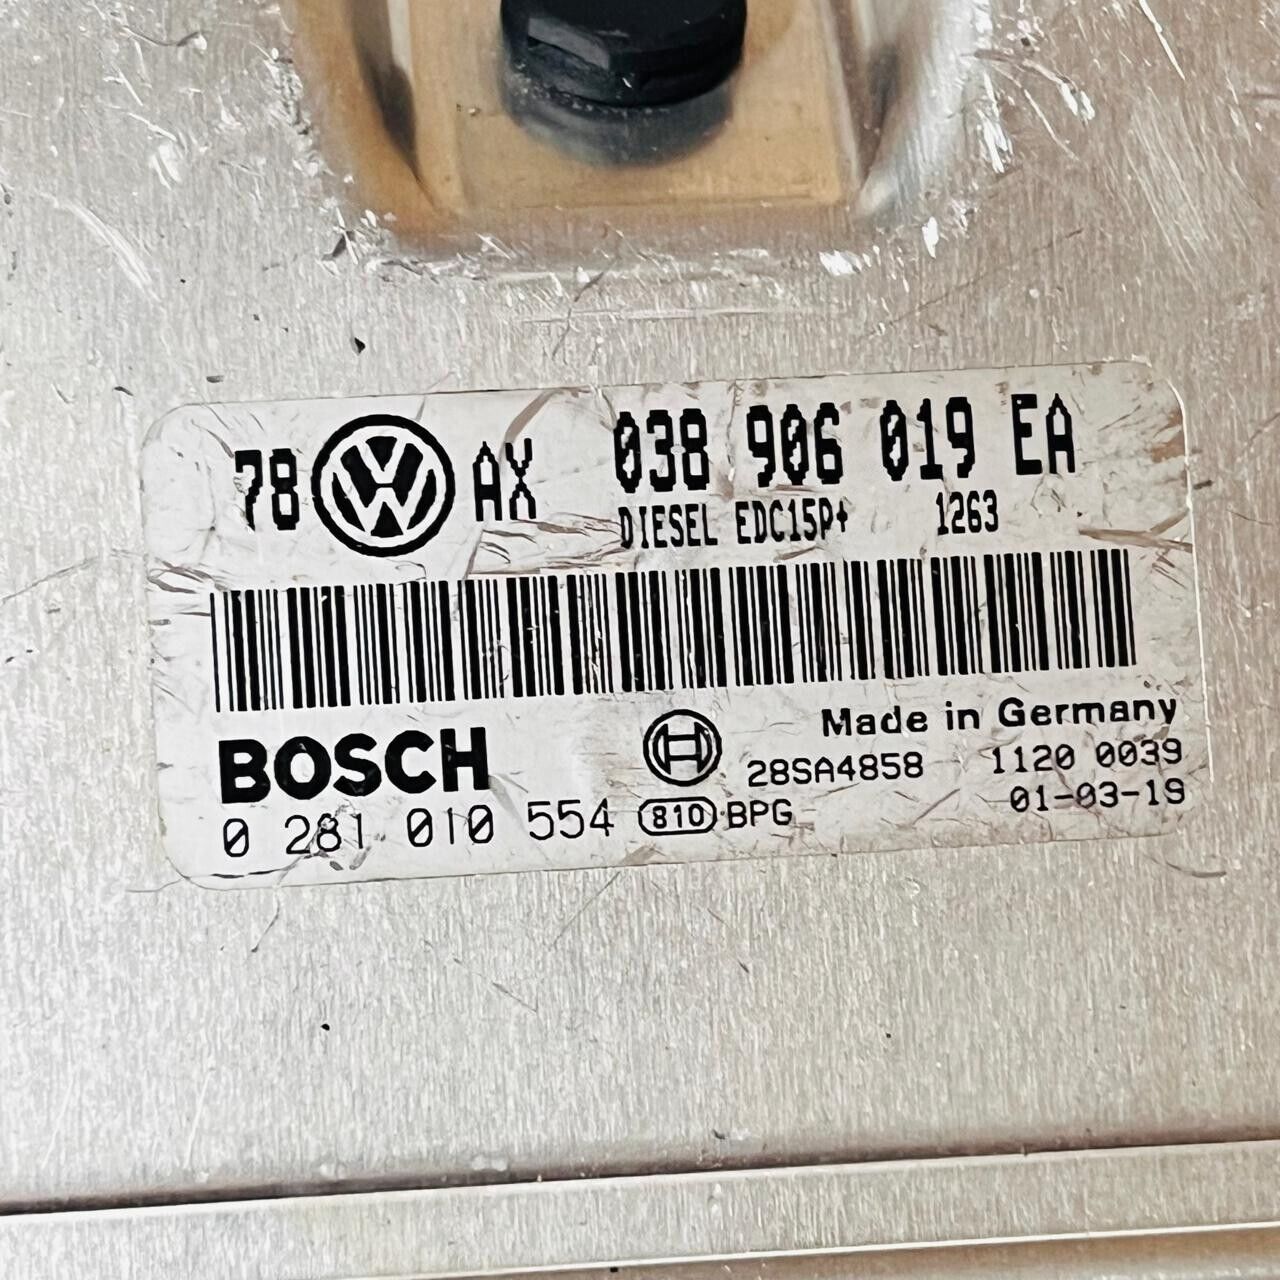 78 AX 038 906 019 EA
DIESEL EDC15P+ 1263
BOSCH
Made in Germany
28SA4858 1120 0039
0 281 010 554 810 BPG 01-03-19